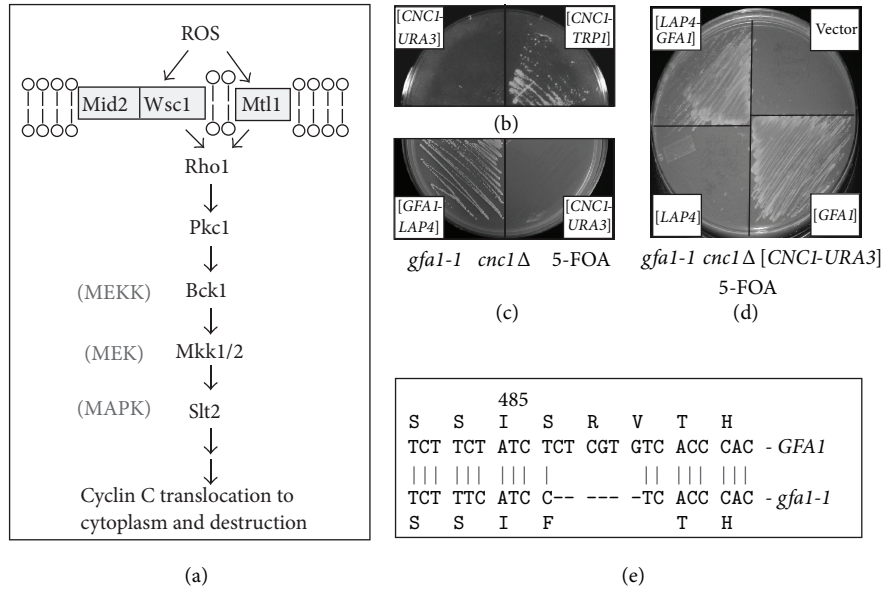 ROS
Mid2 Wsc1
Mtl1
Rho1
Pkc1
(MEKK) Bck1
(MEK) Mkk1/2
(MAPK) Slt2
Cyclin C translocation to
cytoplasm and destruction
(a)
[CNC1-
URA3]
[CNC1-
TRP1]
(b)
[GFA1-
LAP4]
[CNC1-
URA3]
gfa1-1 cnc1Δ 5-FOA
(c)
[LAP4-
GFA1]
Vector
[LAP4]
[GFA1]
gfa1-1 cnc1Δ [CNC1-URA3]
5-FOA
(d)
485
S S I S R V T H
TCT TCT ATC TCT CGT GTC ACC CAC - GFA1
TCT TTC ATC C-- --- -TC ACC CAC - gfa1-1
S S I F T H
(e)